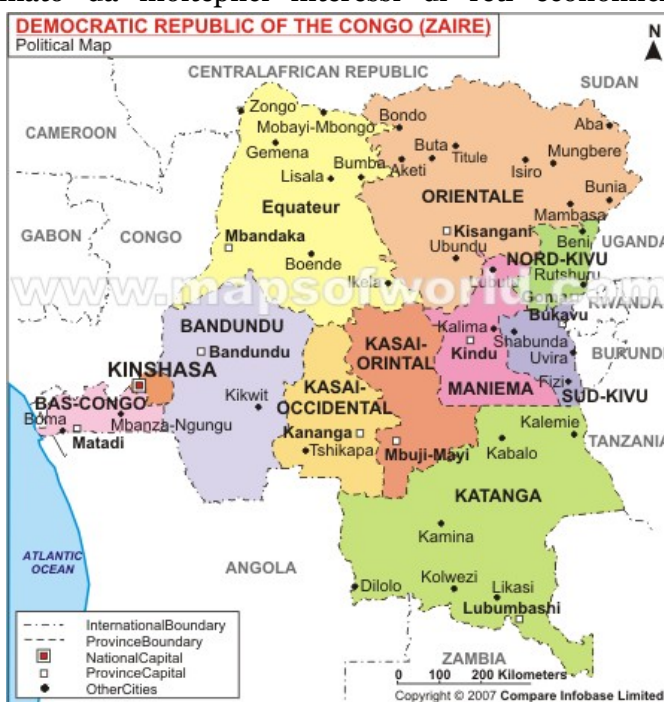 DEMOCRATIC REPUBLIC OF THE CONGO (ZAIRE)
Political Map
N
CENTRALAFRICAN REPUBLIC
SUDAN
CAMEROON
Zongo
Mobayi-Mbongo
Bondo
Aba
Gemena
Buta
Titule
Mungbere
Lisala
Bumba
Aketi
Isiro
ORIENTALE
Bunia
Equateur
Mambasa
GABON
CONGO
Mbandaka
Kisangani
Beni
UGANDA
Boende
Ubundu
NORD-KIVU
Ikela
Lubutu
Rutshuru
www.mapsofworld.com
Goma
RWANDA
BANDUNDU
Bukavu
Bandundu
KASAI-
ORINTAL
Kalima
Shabunda
KINSHASA
Kindu
Uvira
BURUNDI
BAS-CONGO
Kikwit
KASAI-
OCCIDENTAL
MANIEMA
Fizi
SUD-KIVU
Boma
Mbanza-Ngungu
Matadi
Kananga
Kalemie
Tshikapa
Mbuji-Mayi
Kabalo
TANZANIA
KATANGA
Kamina
ATLANTIC
OCEAN
ANGOLA
Dilolo
Kolwezi
Likasi
Lubumbashi
InternationalBoundary
ProvinceBoundary
NationalCapital
ProvinceCapital
OtherCities
ZAMBIA
0 100 200 Kilometers
Copyright © 2007 Compare Infobase Limited